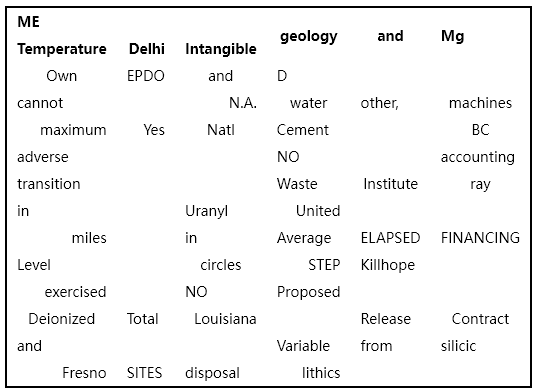 ME Temperature Delhi Intangible geology and Mg
Own EPDO and D
cannot N.A. water other, machines
maximum Yes Natl Cement BC
adverse NO accounting
transition Waste Institute ray
in Uranyl United
miles in Average ELAPSED FINANCING
Level circles STEP Killhope
exercised NO Proposed
Deionized Total Louisiana Release Contract
and Variable from silicic
Fresno SITES disposal lithics